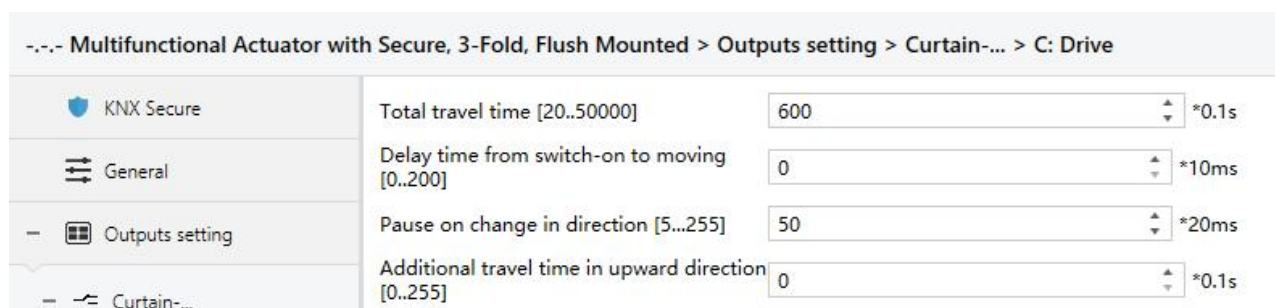 -.-.- Multifunctional Actuator with Secure, 3-Fold, Flush Mounted > Outputs setting > Curtain-... > C: Drive
KNX Secure
General
– Outputs setting
– Curtain-...
Total travel time [20..50000] 600 *0.1s
Delay time from switch-on to moving
[0..200] 0 *10ms
Pause on change in direction [5...255] 50 *20ms
Additional travel time in upward direction
[0..255] 0 *0.1s